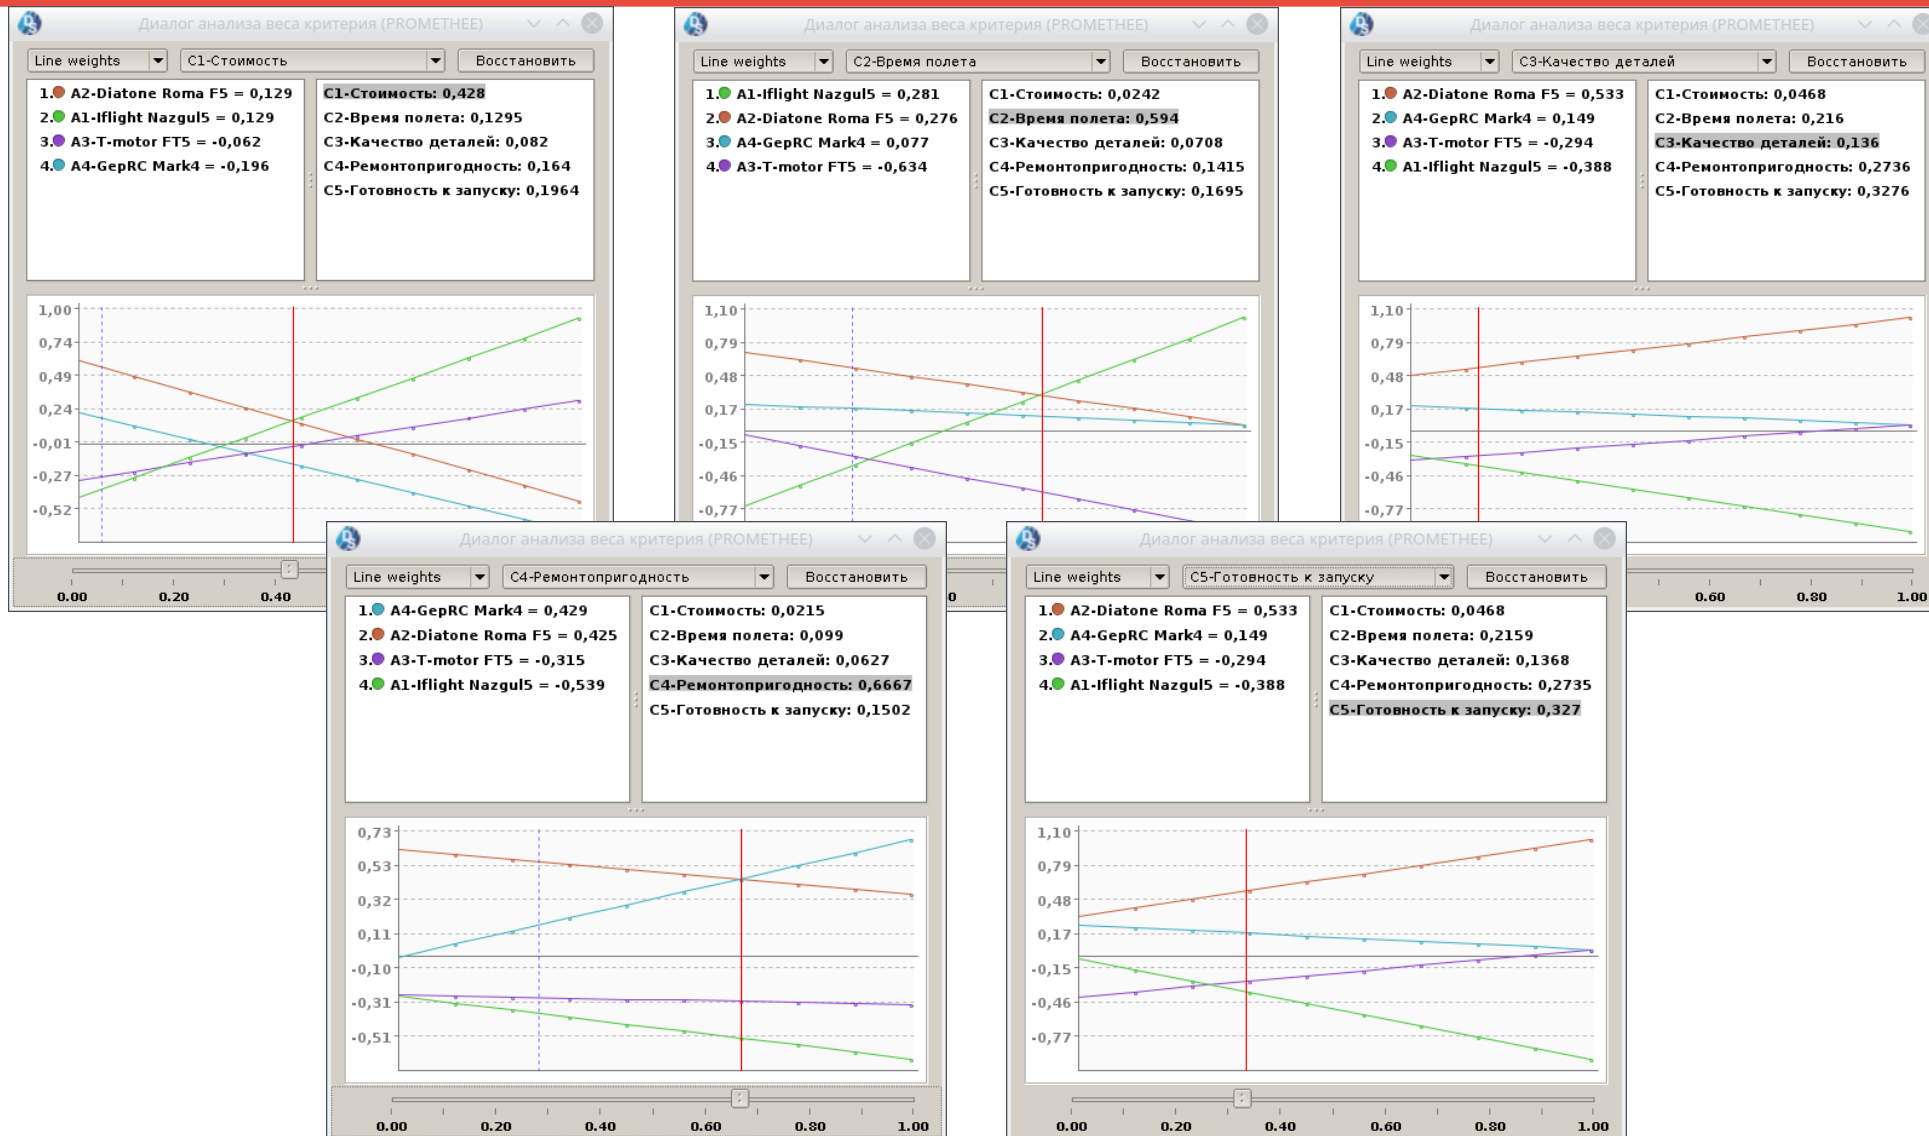 Диалог анализа веса критерия (PROMETHEE)
Line weights
C1-Стоимость
Восстановить
1. A2-Diatone Roma F5 = 0,129
2. A1-Iflight Nazgul5 = 0,129
3. A3-T-motor FT5 = -0,062
4. A4-GepRC Mark4 = -0,196
C1-Стоимость: 0,428
C2-Время полета: 0,1295
C3-Качество деталей: 0,082
C4-Ремонтопригодность: 0,164
C5-Готовность к запуску: 0,1964
1,00
0,74
0,49
0,24
-0,01
-0,27
-0,52
0.00
0.20
0.40
Диалог анализа веса критерия (PROMETHEE)
Line weights
C2-Время полета
Восстановить
1. A1-Iflight Nazgul5 = 0,281
2. A2-Diatone Roma F5 = 0,276
3. A4-GepRC Mark4 = 0,077
4. A3-T-motor FT5 = -0,634
C1-Стоимость: 0,0242
C2-Время полета: 0,594
C3-Качество деталей: 0,0708
C4-Ремонтопригодность: 0,1415
C5-Готовность к запуску: 0,1695
1,10
0,79
0,48
0,17
-0,15
-0,46
-0,77
Диалог анализа веса критерия (PROMETHEE)
Line weights
C3-Качество деталей
Восстановить
1. A2-Diatone Roma F5 = 0,533
2. A4-GepRC Mark4 = 0,149
3. A3-T-motor FT5 = -0,294
4. A1-Iflight Nazgul5 = -0,388
C1-Стоимость: 0,0468
C2-Время полета: 0,216
C3-Качество деталей: 0,136
C4-Ремонтопригодность: 0,2736
C5-Готовность к запуску: 0,3276
1,10
0,79
0,48
0,17
-0,15
-0,46
-0,77
0.60
0.80
1.00
Диалог анализа веса критерия (PROMETHEE)
Line weights
C4-Ремонтопригодность
Восстановить
1. A4-GepRC Mark4 = 0,429
2. A2-Diatone Roma F5 = 0,425
3. A3-T-motor FT5 = -0,315
4. A1-Iflight Nazgul5 = -0,539
C1-Стоимость: 0,0215
C2-Время полета: 0,099
C3-Качество деталей: 0,0627
C4-Ремонтопригодность: 0,6667
C5-Готовность к запуску: 0,1502
0,73
0,53
0,32
0,11
-0,10
-0,31
-0,51
0.00
0.20
0.40
0.60
0.80
1.00
Диалог анализа веса критерия (PROMETHEE)
Line weights
C5-Готовность к запуску
Восстановить
1. A2-Diatone Roma F5 = 0,533
2. A4-GepRC Mark4 = 0,149
3. A3-T-motor FT5 = -0,294
4. A1-Iflight Nazgul5 = -0,388
C1-Стоимость: 0,0468
C2-Время полета: 0,2159
C3-Качество деталей: 0,1368
C4-Ремонтопригодность: 0,2735
C5-Готовность к запуску: 0,327
1,10
0,79
0,48
0,17
-0,15
-0,46
-0,77
0.00
0.20
0.40
0.60
0.80
1.00